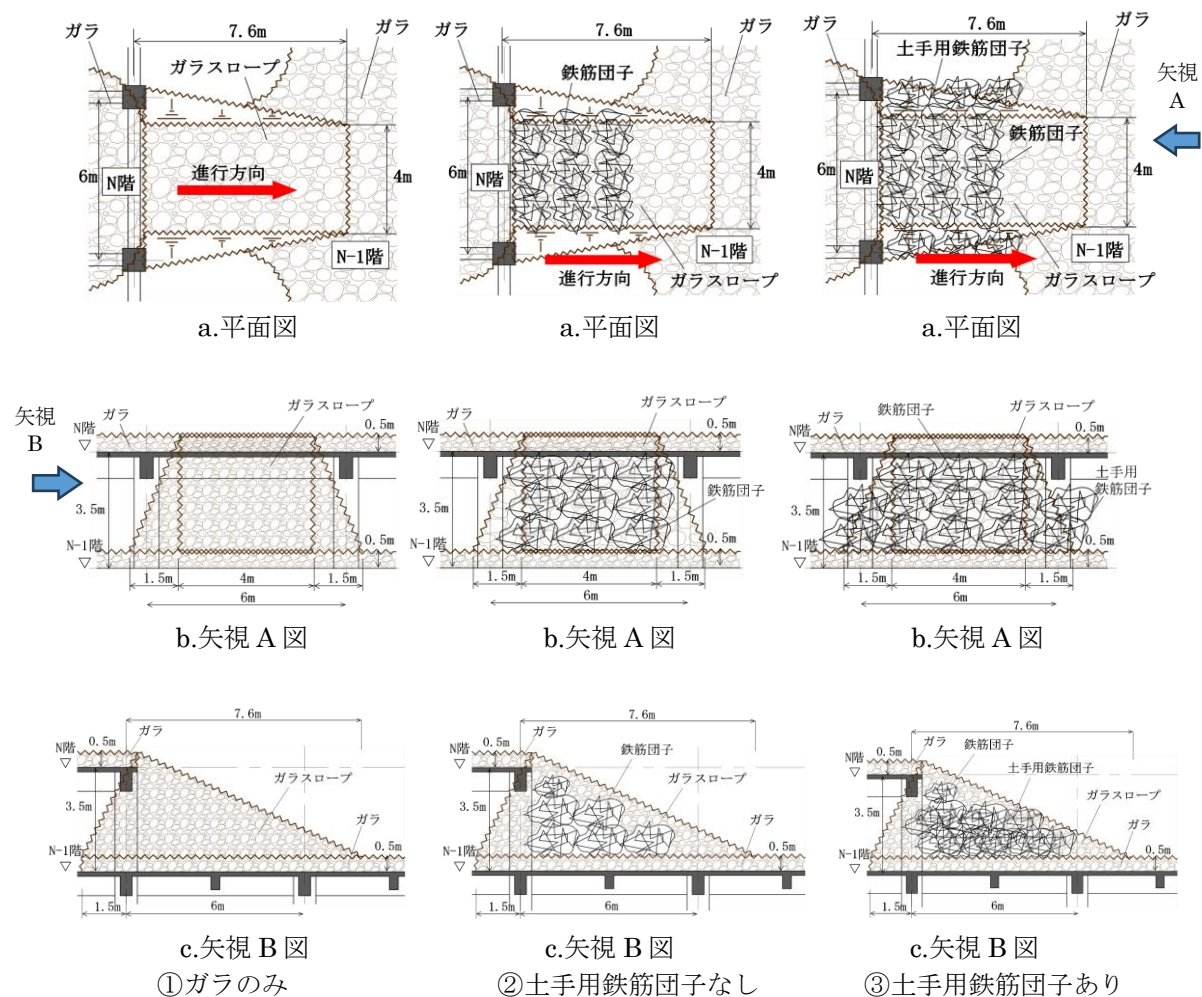 ガラ
7.6m
ガラ
ガラスロープ
6m
N階
進行方向
4m
N-1階
a.平面図
ガラ
7.6m
ガラ
鉄筋団子
6m
N階
4m
N-1階
進行方向
ガラスロープ
a.平面図
7.6m
ガラ
土手用鉄筋団子
ガラ
矢視
A
鉄筋団子
6m
N階
4m
N-1階
進行方向
ガラスロープ
a.平面図
矢視
B
ガラ
ガラスロープ
N階
0.5m
3.5m
N-1階
0.5m
1.5m
4m
1.5m
6m
b.矢視 A 図
ガラ
ガラスロープ
N階
0.5m
鉄筋団子
3.5m
N-1階
0.5m
1.5m
4m
1.5m
6m
b.矢視 A 図
ガラ
鉄筋団子
ガラスロープ
N階
0.5m
土手用
鉄筋団子
3.5m
N-1階
0.5m
1.5m
4m
1.5m
6m
b.矢視 A 図
7.6m
ガラ
N階
0.5m
ガラスロープ
3.5m
ガラ
N-1階
0.5m
1.5m
6m
c.矢視 B 図
①ガラのみ
7.6m
ガラ
N階
0.5m
鉄筋団子
ガラスロープ
3.5m
ガラ
N-1階
0.5m
1.5m
6m
c.矢視 B 図
②土手用鉄筋団子なし
7.6m
ガラ
N階
0.5m
鉄筋団子
土手用鉄筋団子
ガラスロープ
3.5m
ガラ
N-1階
0.5m
1.5m
6m
c.矢視 B 図
③土手用鉄筋団子あり